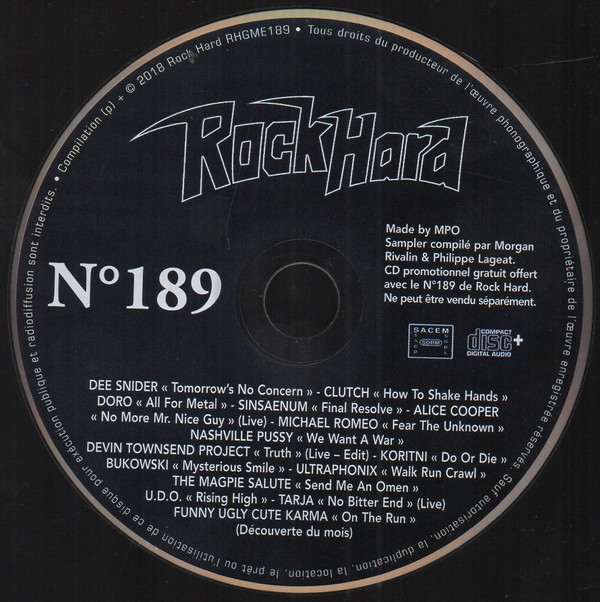 • Compilation (p) + © 2018 Rock Hard RHGME189 • Tous droits du producteur de l'œuvre phonographique et du propriétaire de l'œuvre enregistrée réservés. Sauf autorisation, la duplication, la location, le prêt ou l'utilisation de ce disque pour exécution publique et radiodiffusion sont interdits.
RockHard
N°189
Made by MPO
Sampler compilé par Morgan
Rivalin & Philippe Lageat.
CD promotionnel gratuit offert
avec le N°189 de Rock Hard.
Ne peut être vendu séparément.
SACEM
SDRM
COMPACT
disc+
DIGITAL AUDIO
DEE SNIDER « Tomorrow's No Concern » - CLUTCH « How To Shake Hands »
DORO « All For Metal » - SINSAENUM « Final Resolve » - ALICE COOPER
« No More Mr. Nice Guy » (Live) - MICHAEL ROMEO « Fear The Unknown »
NASHVILLE PUSSY « We Want A War »
DEVIN TOWNSEND PROJECT « Truth » (Live – Edit) - KORITNI « Do Or Die »
BUKOWSKI « Mysterious Smile » - ULTRAPHONIX « Walk Run Crawl »
THE MAGPIE SALUTE « Send Me An Omen »
U.D.O. « Rising High » - TARJA « No Bitter End » (Live)
FUNNY UGLY CUTE KARMA « On The Run »
(Découverte du mois)